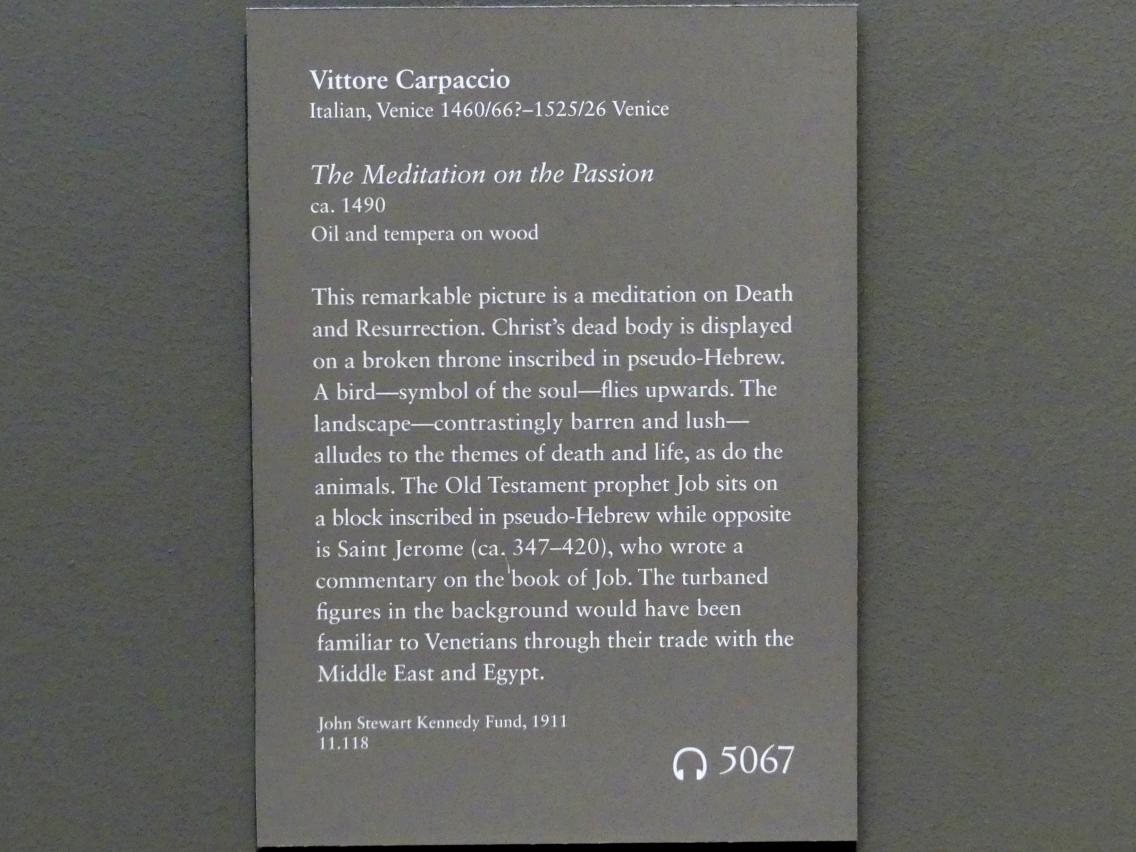 Vittore Carpaccio
Italian, Venice 1460/66?–1525/26 Venice
The Meditation on the Passion
ca. 1490
Oil and tempera on wood
This remarkable picture is a meditation on Death
and Resurrection. Christ’s dead body is displayed
on a broken throne inscribed in pseudo-Hebrew.
A bird—symbol of the soul—flies upwards. The
landscape—contrastingly barren and lush—
alludes to the themes of death and life, as do the
animals. The Old Testament prophet Job sits on
a block inscribed in pseudo-Hebrew while opposite
is Saint Jerome (ca. 347–420), who wrote a
commentary on the book of Job. The turbaned
figures in the background would have been
familiar to Venetians through their trade with the
Middle East and Egypt.
John Stewart Kennedy Fund, 1911
11.118
5067